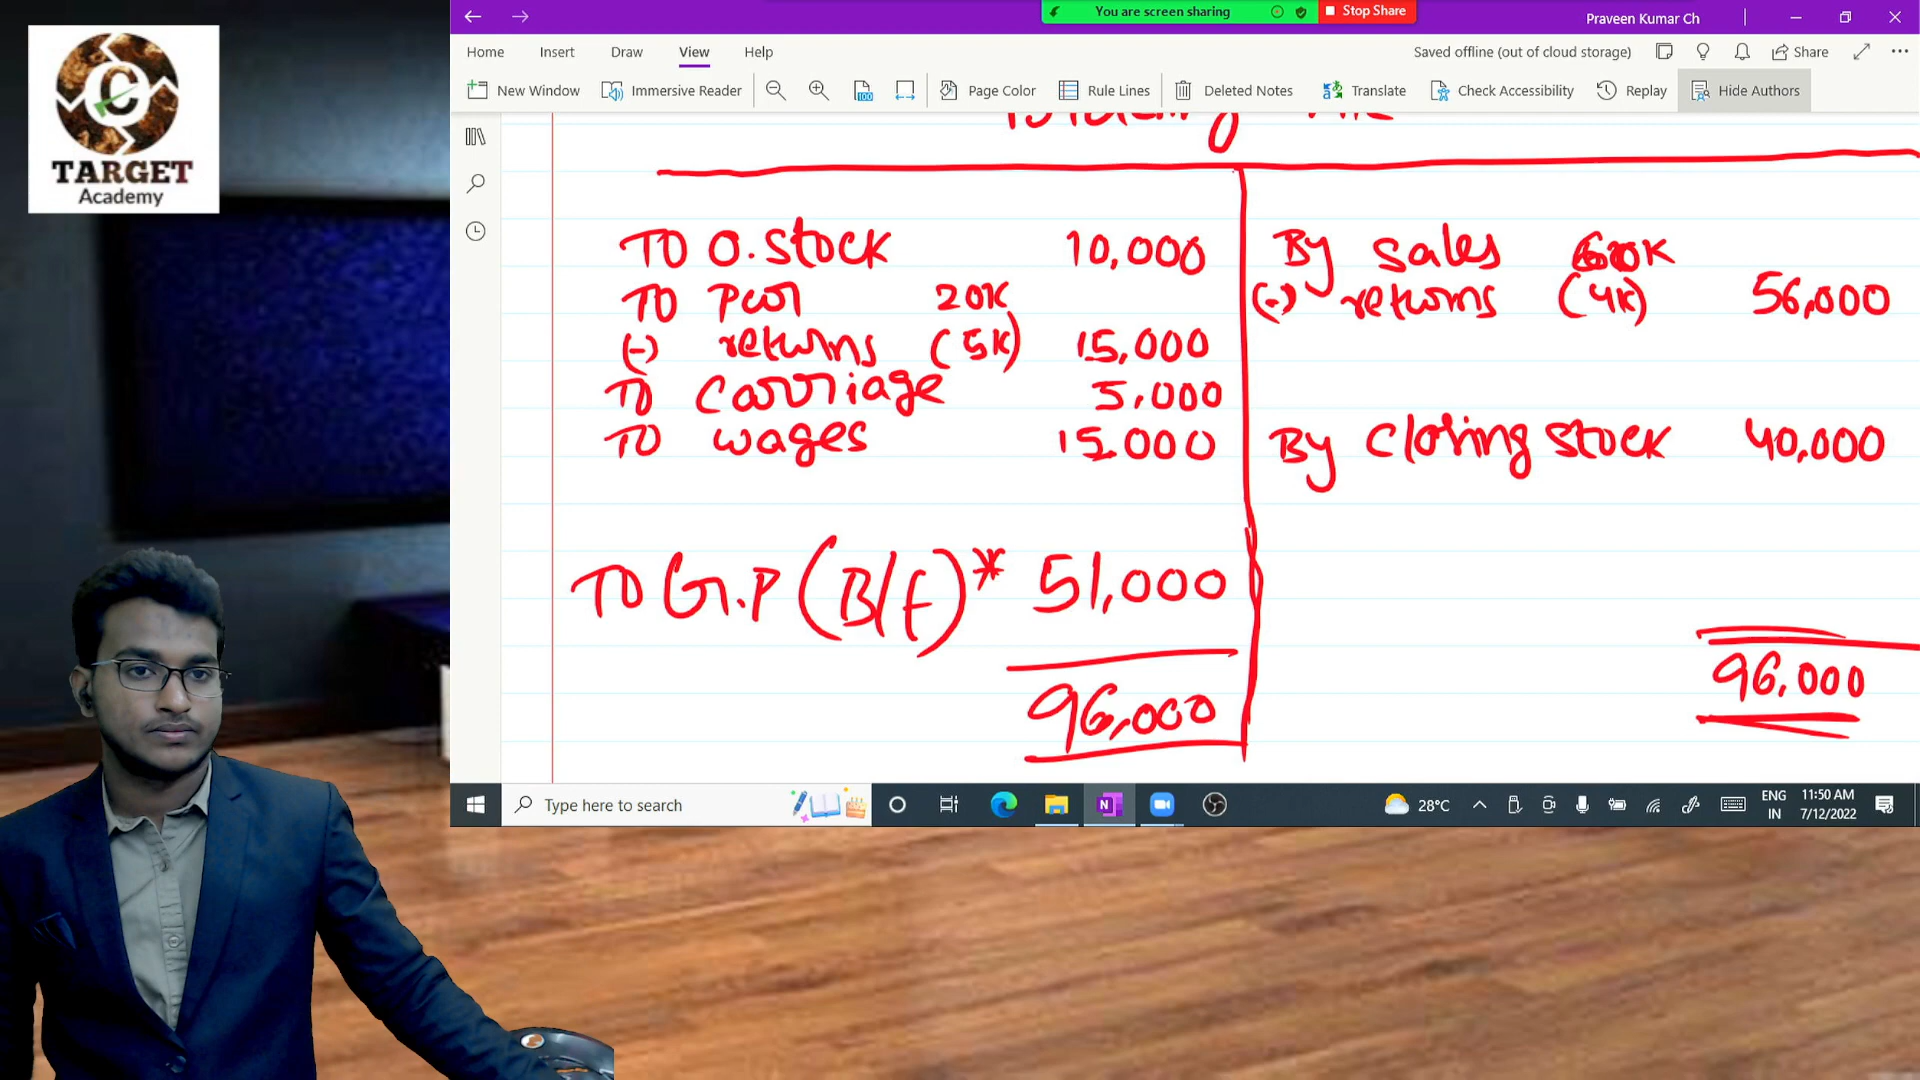 C
TARGET
Academy
You are screen sharing
Stop Share
Praveen Kumar Ch
Home Insert Draw View Help
Saved offline (out of cloud storage)
Share
New Window Immersive Reader 100 Page Color Rule Lines Deleted Notes Translate Check Accessibility Replay Hide Authors
TO O.stock 10,000
By sales 60K
TO Pur 20K
(-) returns (4K) 56,000
(-) returns (5K) 15,000
TO Carriage 5,000
TO wages 15.000
By Closing stock 40,000
TO G.P (B/F)* 51,000
96,000
96,000
Type here to search
28°C
ENG
IN
11:50 AM
7/12/2022